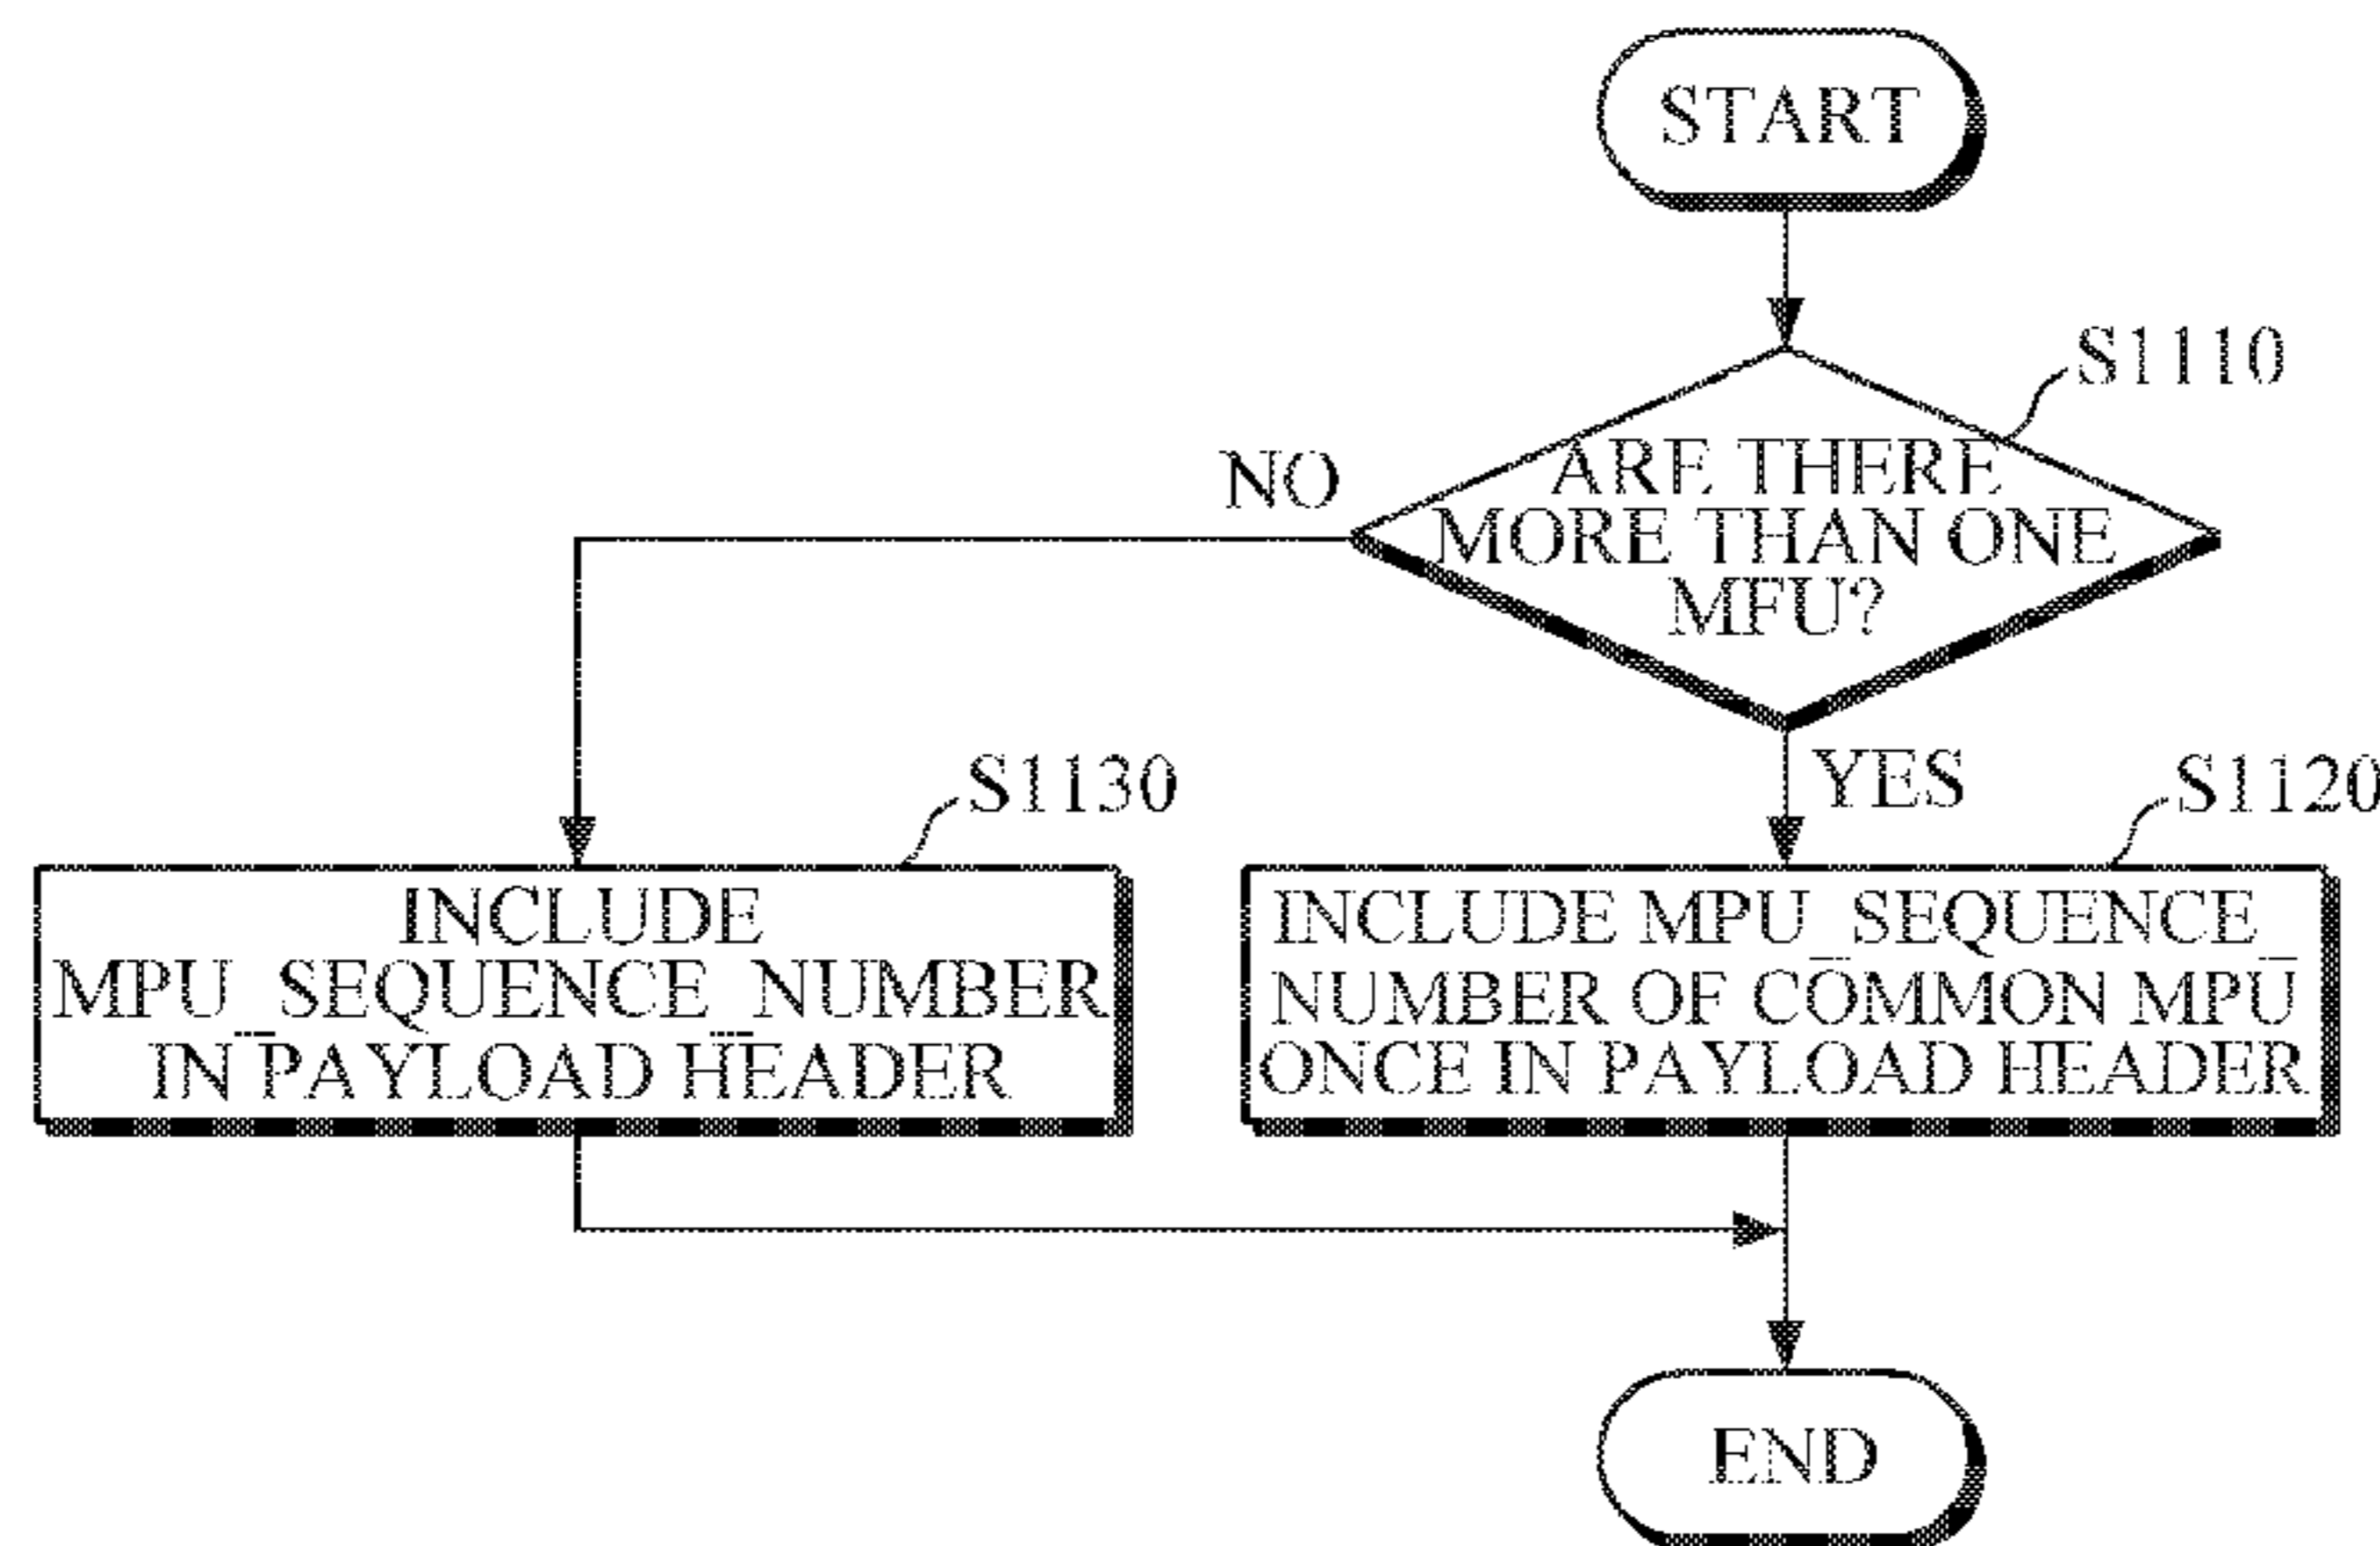 START
S1110
ARE THERE
MORE THAN ONE
MFU?
NO
YES
S1130
S1120
INCLUDE
MPU_SEQUENCE_NUMBER
IN PAYLOAD HEADER
INCLUDE MPU_SEQUENCE_
NUMBER OF COMMON MPU
ONCE IN PAYLOAD HEADER
END